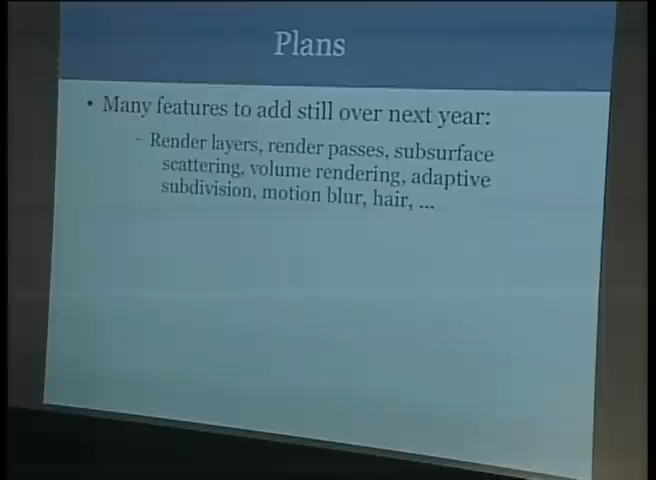 Plans
• Many features to add still over next year:
- Render layers, render passes, subsurface
scattering, volume rendering, adaptive
subdivision, motion blur, hair, ...